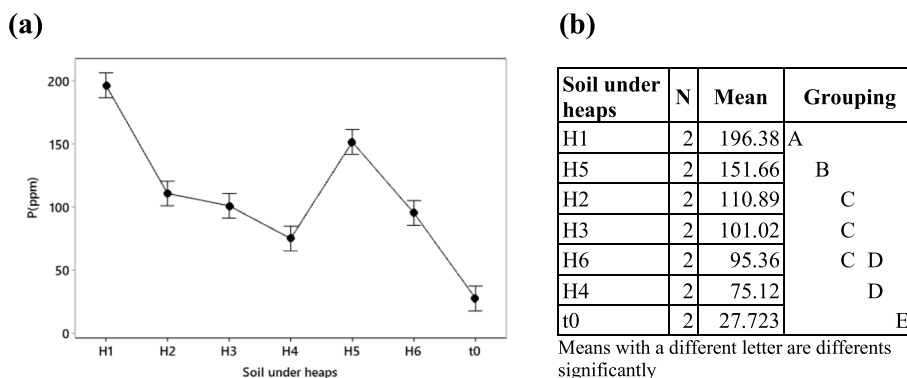 (a)
200
150
100
50
0
P(ppm)
H1 H2 H3 H4 H5 H6 t0
Soil under heaps
(b)
Soil under heaps N Mean Grouping
H1 2 196.38 A
H5 2 151.66 B
H2 2 110.89 C
H3 2 101.02 C
H6 2 95.36 C D
H4 2 75.12 D
t0 2 27.723 E
Means with a different letter are differents
significantly